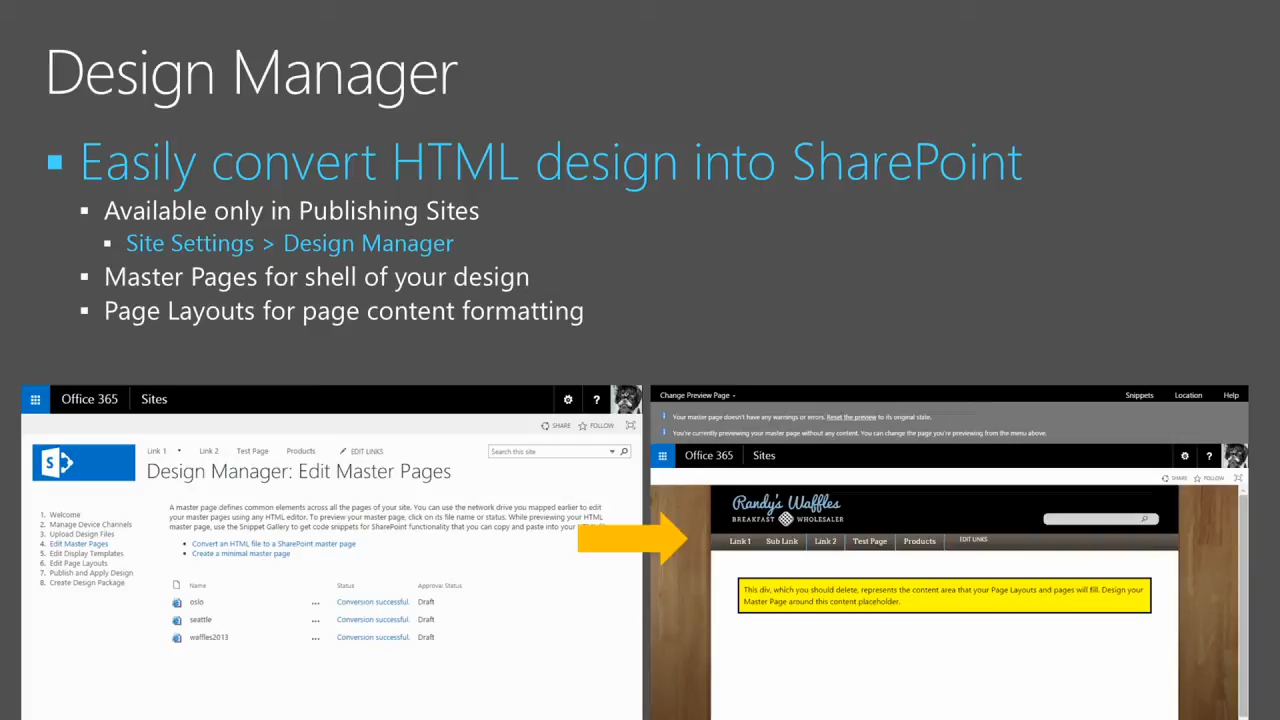 Design Manager
Easily convert HTML design into SharePoint
Available only in Publishing Sites
Site Settings > Design Manager
Master Pages for shell of your design
Page Layouts for page content formatting
Office 365 Sites ?
SHARE FOLLOW
Link 1 Link 2 Test Page Products EDIT LINKS
Search this site
S
Design Manager: Edit Master Pages
1. Welcome
2. Manage Device Channels
3. Upload Design Files
4. Edit Master Pages
5. Edit Display Templates
6. Edit Page Layouts
7. Publish and Apply Design
8. Create Design Package
A master page defines common elements across all the pages of your site. You can use the network drive you mapped earlier to edit
your master pages using any HTML editor. To preview your master page, click on its file name or status. While previewing your HTML
master page, use the Snippet Gallery to get code snippets for SharePoint functionality that you can copy and paste into your
Convert an HTML file to a SharePoint master page
Create a minimal master page
Name Status Approval Status
oslo ... Conversion successful. Draft
seattle ... Conversion successful. Draft
waffles2013 ... Conversion successful. Draft
Change Preview Page Snippets Location Help
Your master page doesn't have any warnings or errors. Reset the preview to its original state.
You're currently previewing your master page without any content. You can change the page you're previewing from the menu above.
Office 365 Sites ?
SHARE FOLLOW
Randy's Waffles
BREAKFAST WHOLESALER
Link 1 Sub Link Link 2 Test Page Products EDIT LINKS
This div, which you should delete, represents the content area that your Page Layouts and pages will fill. Design your
Master Page around this content placeholder.